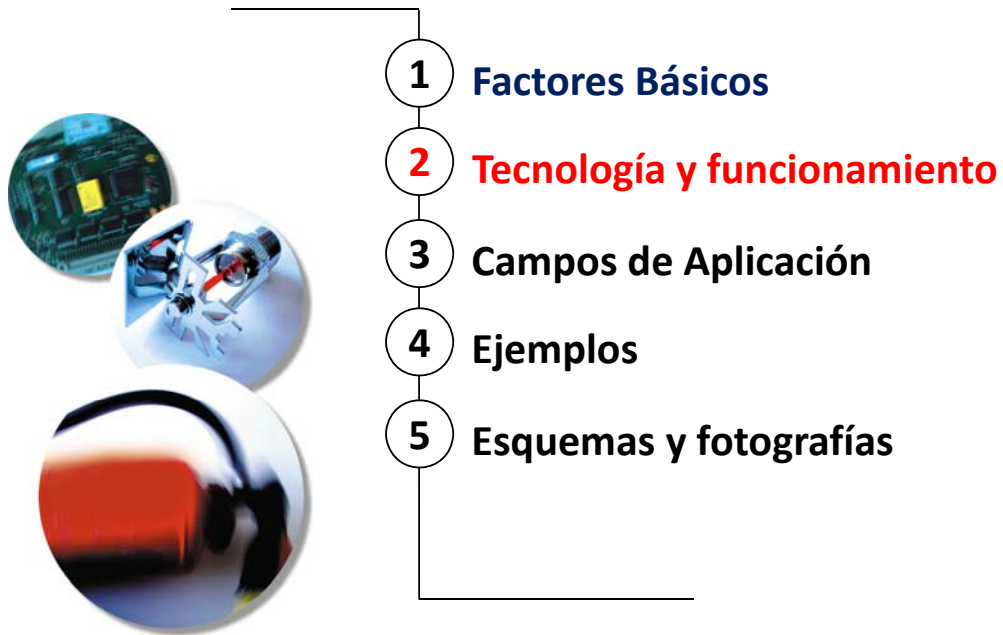 1 Factores Básicos
2 Tecnología y funcionamiento
3 Campos de Aplicación
4 Ejemplos
5 Esquemas y fotografías